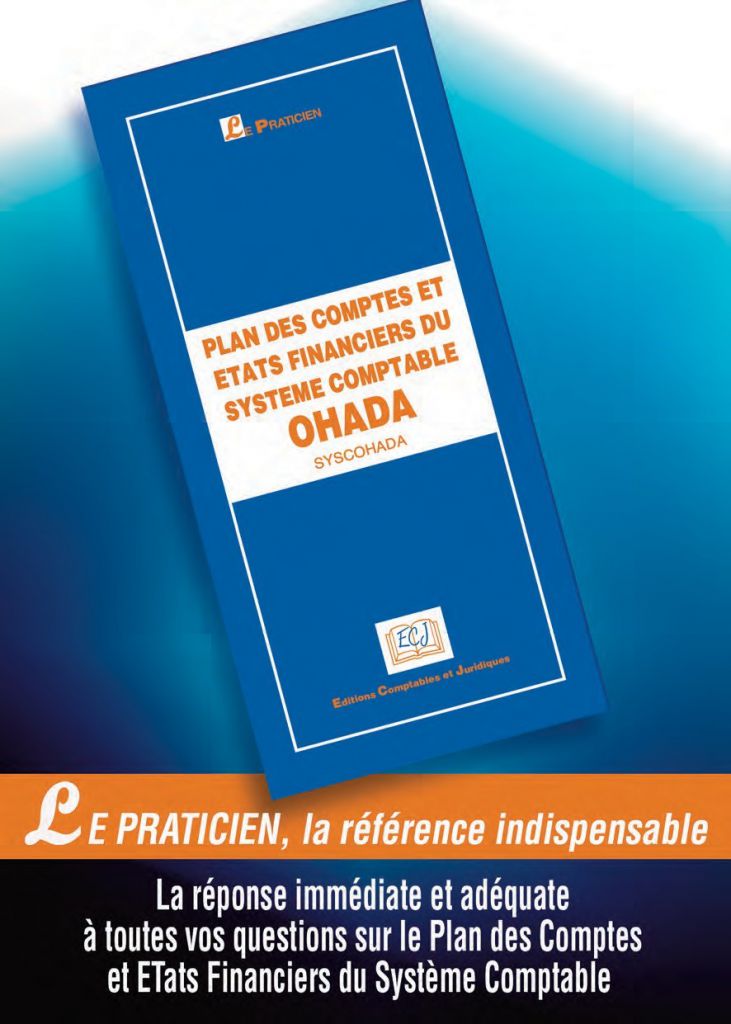 LE PRATICIEN
PLAN DES COMPTES ET
ETATS FINANCIERS DU
SYSTEME COMPTABLE
OHADA
SYSCOHADA
ECJ
Editions Comptables et Juridiques
LE PRATICIEN, la référence indispensable
La réponse immédiate et adéquate
à toutes vos questions sur le Plan des Comptes
et ETats Financiers du Système Comptable